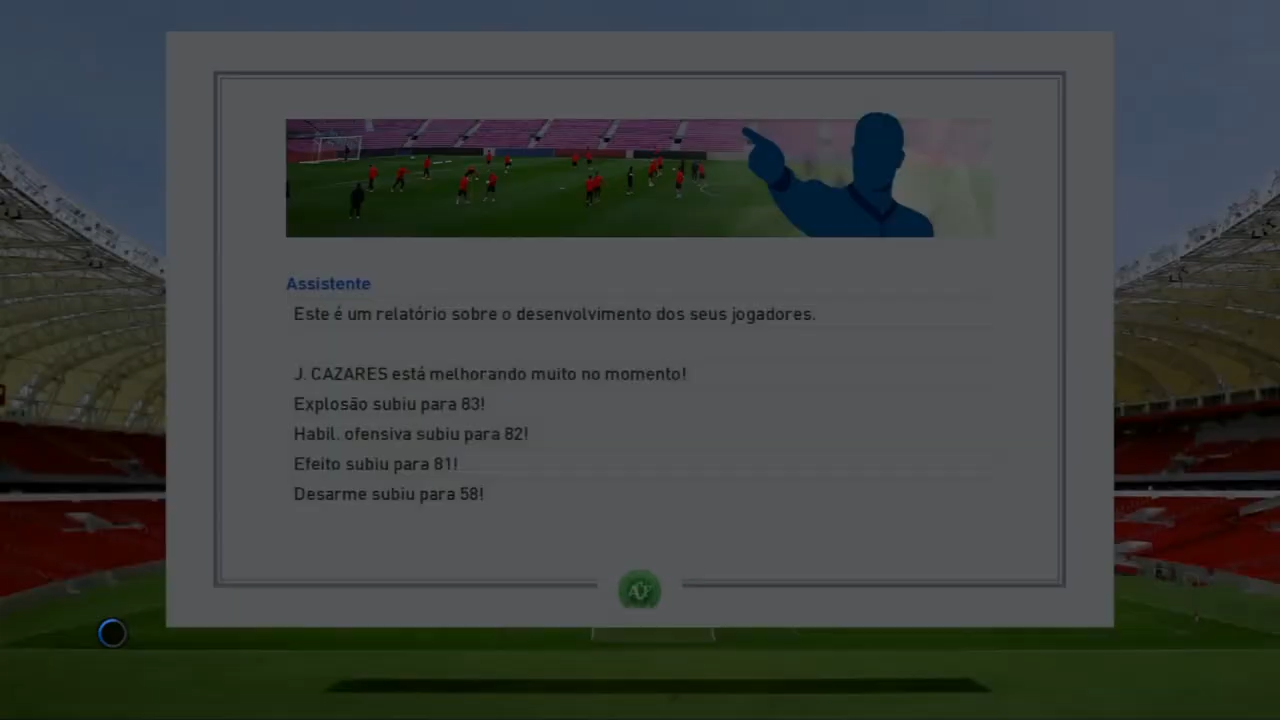 Assistente
Este é um relatório sobre o desenvolvimento dos seus jogadores.
J. CAZARES está melhorando muito no momento!
Explosão subiu para 83!
Habil. ofensiva subiu para 82!
Efeito subiu para 81!
Desarme subiu para 58!
ACF